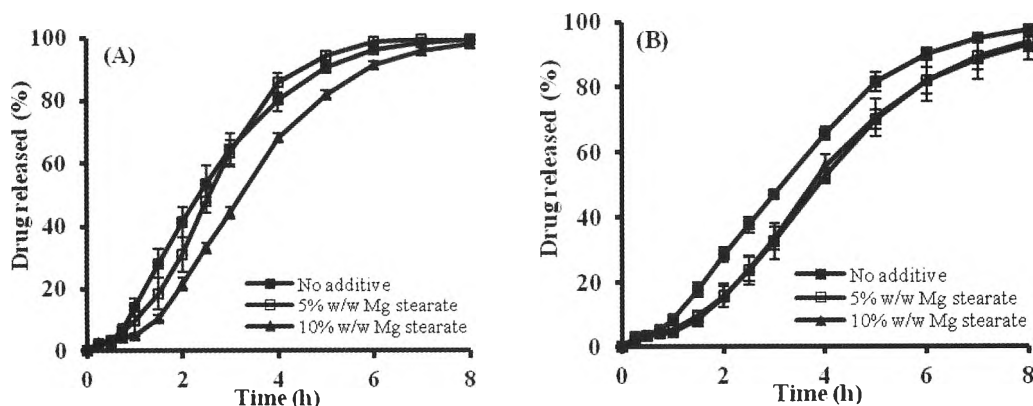 (A)
Drug released (%)
100
80
60
40
20
0
No additive
5% w/w Mg stearate
10% w/w Mg stearate
0 2 4 6 8
Time (h)
(B)
Drug released (%)
100
80
60
40
20
0
No additive
5% w/w Mg stearate
10% w/w Mg stearate
0 2 4 6 8
Time (h)